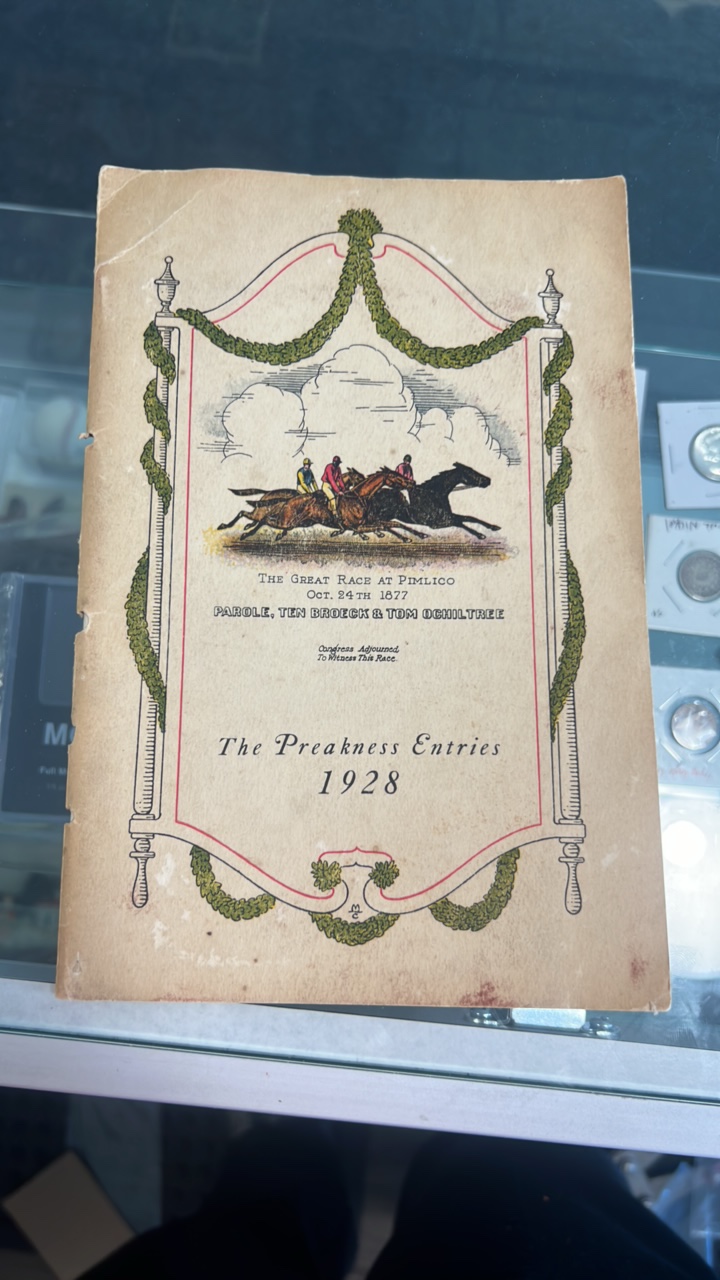 The Great Race at Pimlico
Oct. 24th 1877
PAROLE, TEN BROECK & TOM OCHILTREE
Congress Adjourned
To Witness This Race.
The Preakness Entries
1928